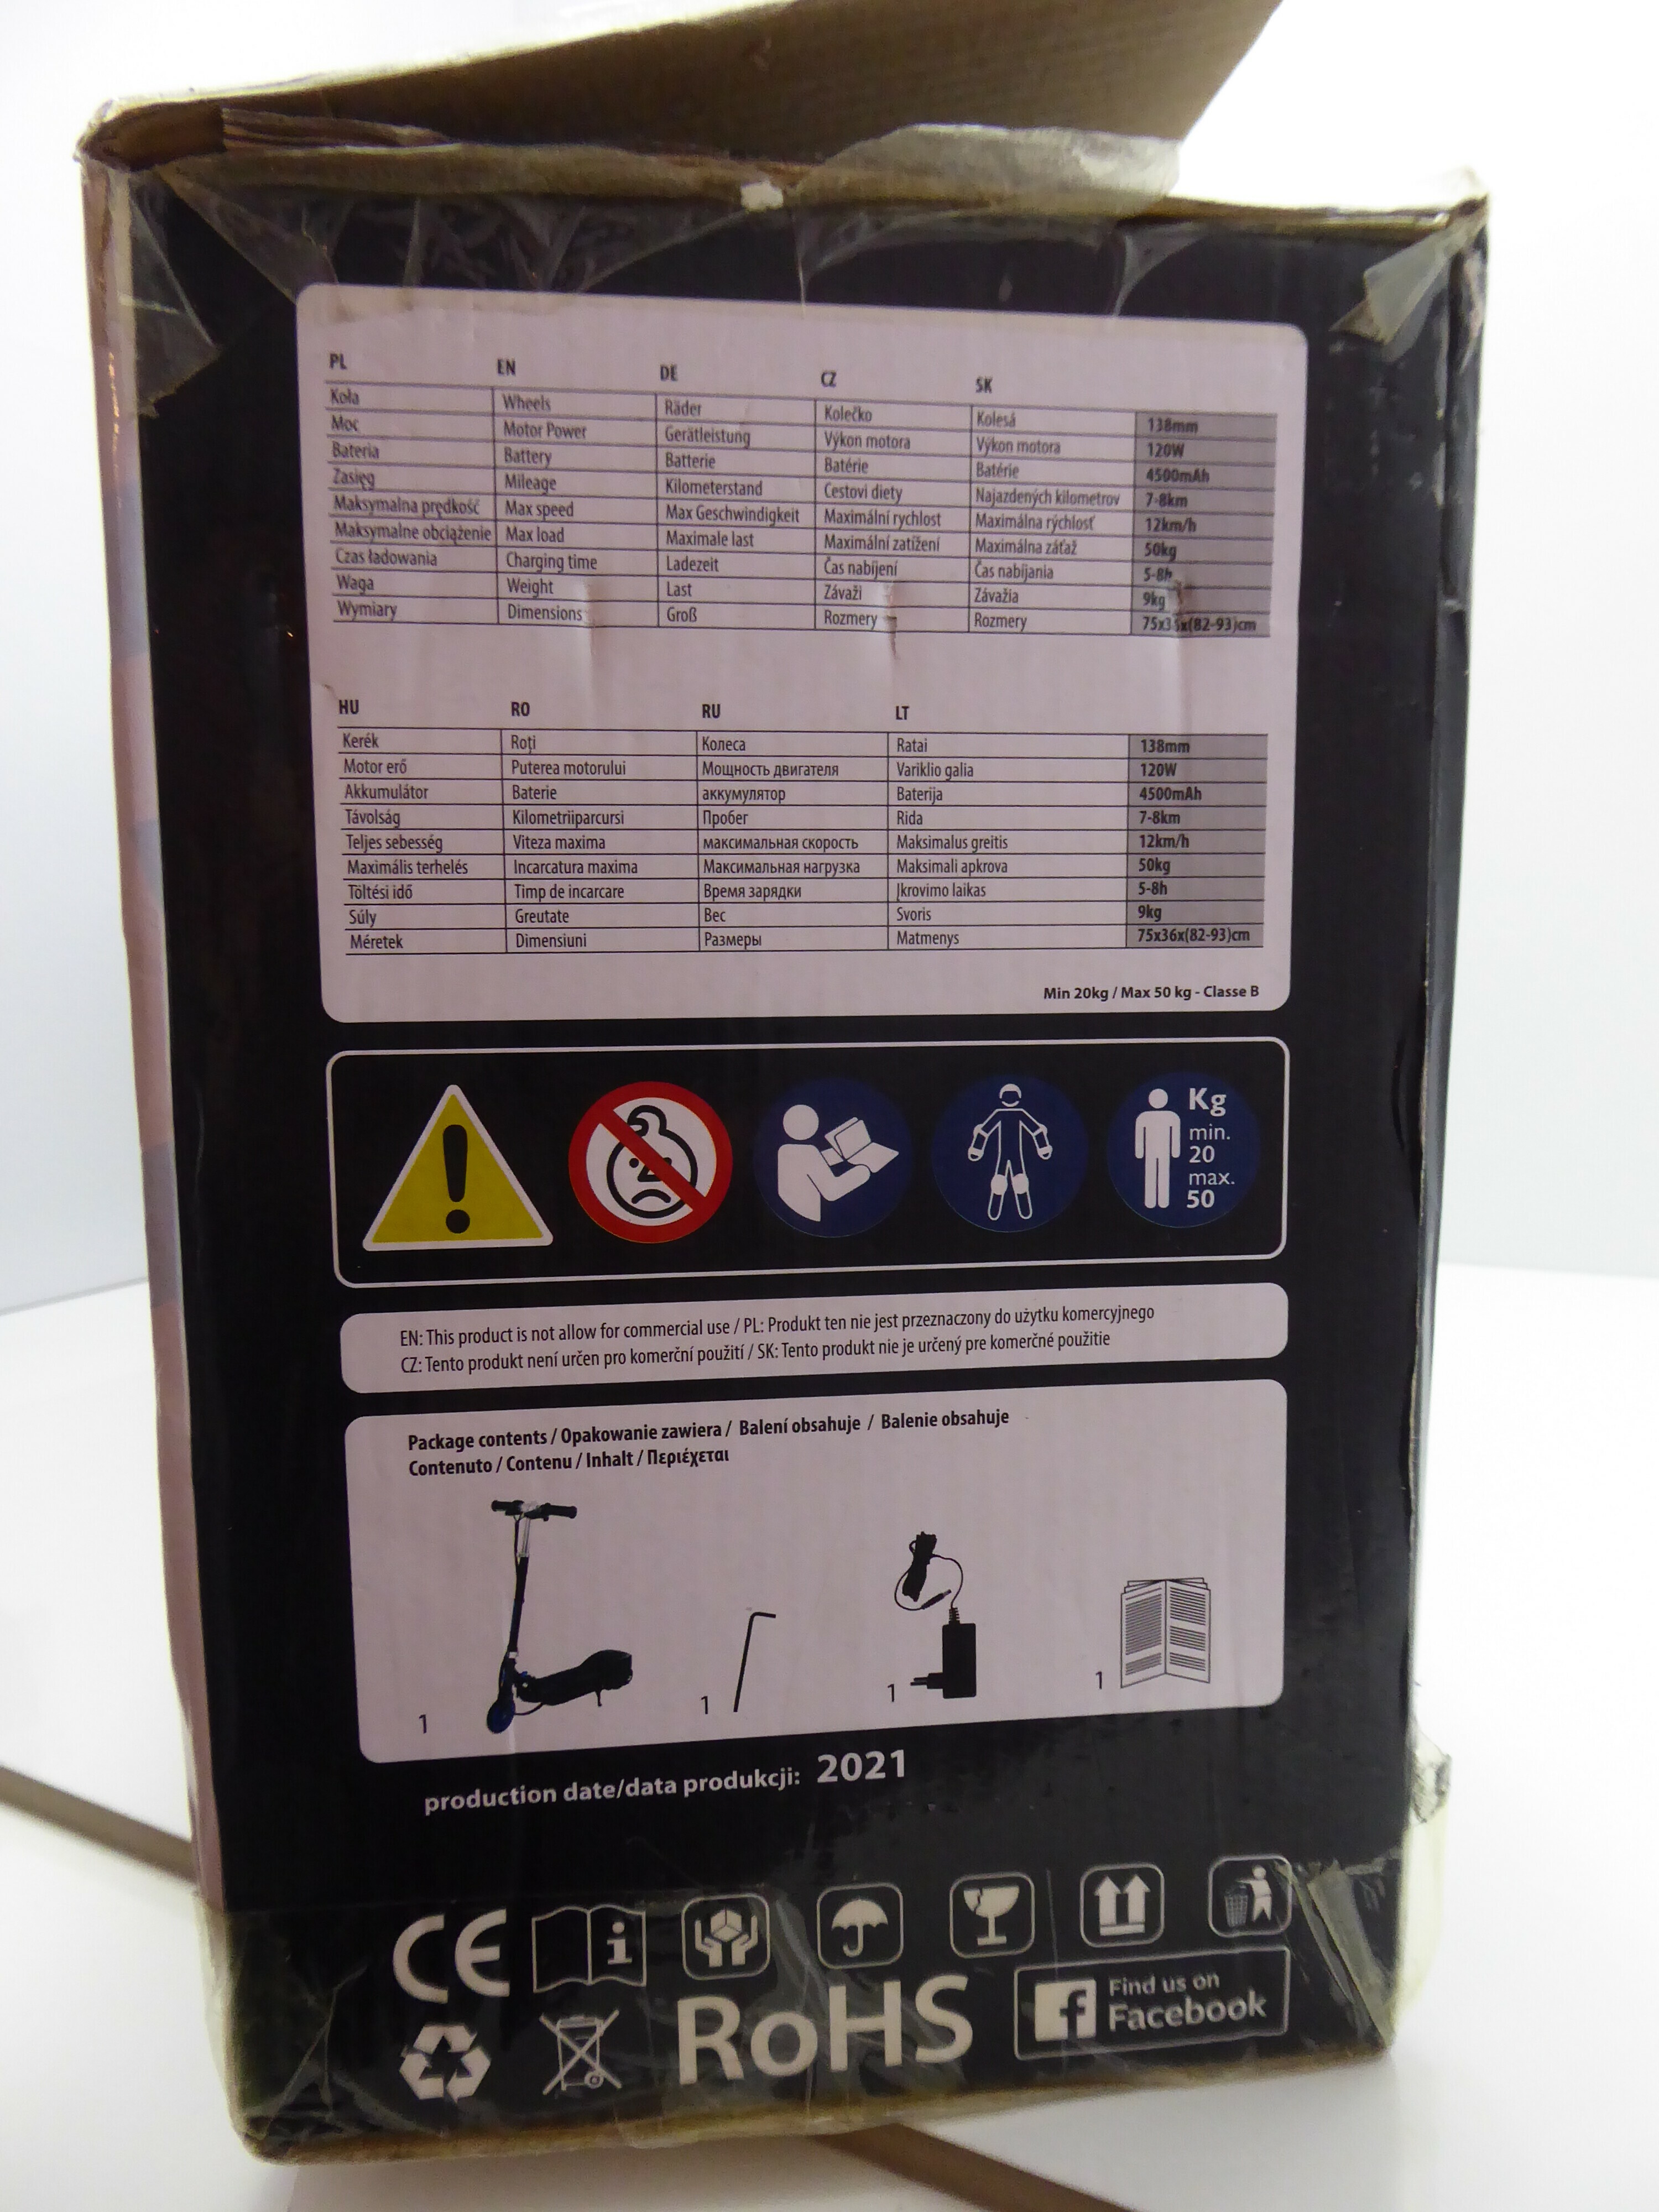 PL EN DE CZ SK
Koła Wheels Räder Kolečko Kolesá 138mm
Moc Motor Power Gerätleistung Výkon motora Výkon motora 120W
Bateria Battery Batterie Batérie Batérie 4500mAh
Zasięg Mileage Kilometerstand Cestovi diety Najazdených kilometrov 7-8km
Maksymalna prędkość Max speed Max Geschwindigkeit Maximální rychlost Maximálna rýchlosť 12km/h
Maksymalne obciążenie Max load Maximale last Maximální zatížení Maximálna záťaž 50kg
Czas ładowania Charging time Ladezeit Čas nabíjení Čas nabíjania 5-8h
Waga Weight Last Závaží Závažia 9kg
Wymiary Dimensions Groß Rozmery Rozmery 75x36x(82-93)cm
HU RO RU LT
Kerék Roți Колеса Ratai 138mm
Motor erő Puterea motorului Мощность двигателя Variklio galia 120W
Akkumulátor Baterie аккумулятор Baterija 4500mAh
Távolság Kilometriiparcursi Пробег Rida 7-8km
Teljes sebesség Viteza maxima максимальная скорость Maksimalus greitis 12km/h
Maximális terhelés Incarcatura maxima Максимальная нагрузка Maksimali apkrova 50kg
Töltési idő Timp de incarcare Время зарядки Įkrovimo laikas 5-8h
Súly Greutate Вес Svoris 9kg
Méretek Dimensiuni Размеры Matmenys 75x36x(82-93)cm
Min 20kg / Max 50 kg - Classe B
Kg
min.
20
max.
50
EN: This product is not allow for commercial use / PL: Produkt ten nie jest przeznaczony do użytku komercyjnego
CZ: Tento produkt není určen pro komerční použití / SK: Tento produkt nie je určený pre komerčné použitie
Package contents / Opakowanie zawiera / Balení obsahuje / Balenie obsahuje
Contenuto / Contenu / Inhalt / Περιέχεται
1 1 1 1
production date/data produkcji: 2021
CE i
RoHS
f Find us on
Facebook